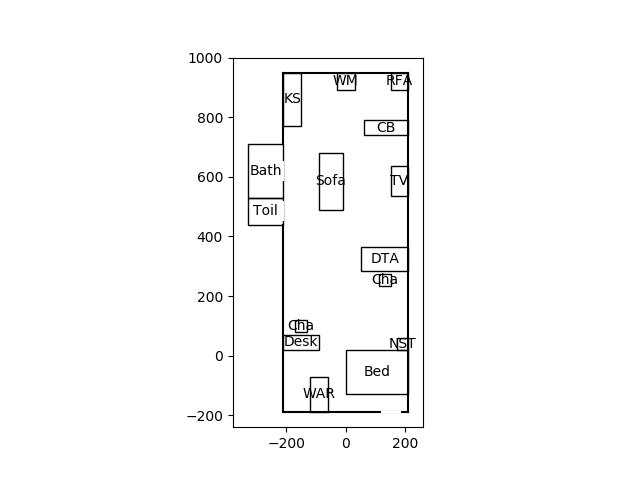 1000
WM
RFA
KS
800
CB
Bath
600
Sofa
TV
Toil
400
DTA
Cha
200
Cha
Desk
NST
0
Bed
WAR
−200
−200
0
200